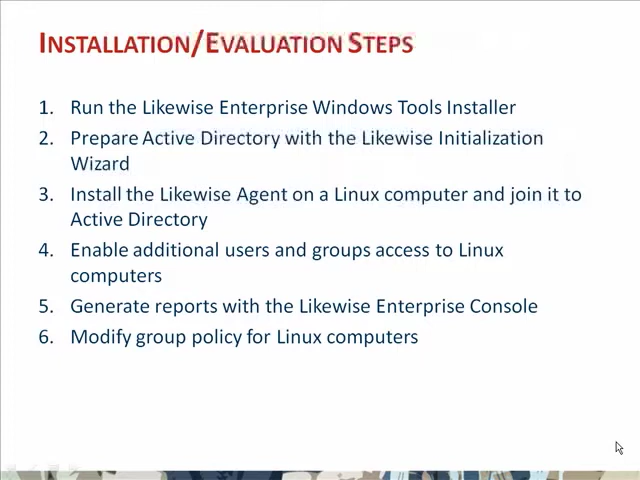 INSTALLATION/EVALUATION STEPS
1. Run the Likewise Enterprise Windows Tools Installer
2. Prepare Active Directory with the Likewise Initialization
Wizard
3. Install the Likewise Agent on a Linux computer and join it to
Active Directory
4. Enable additional users and groups access to Linux
computers
5. Generate reports with the Likewise Enterprise Console
6. Modify group policy for Linux computers